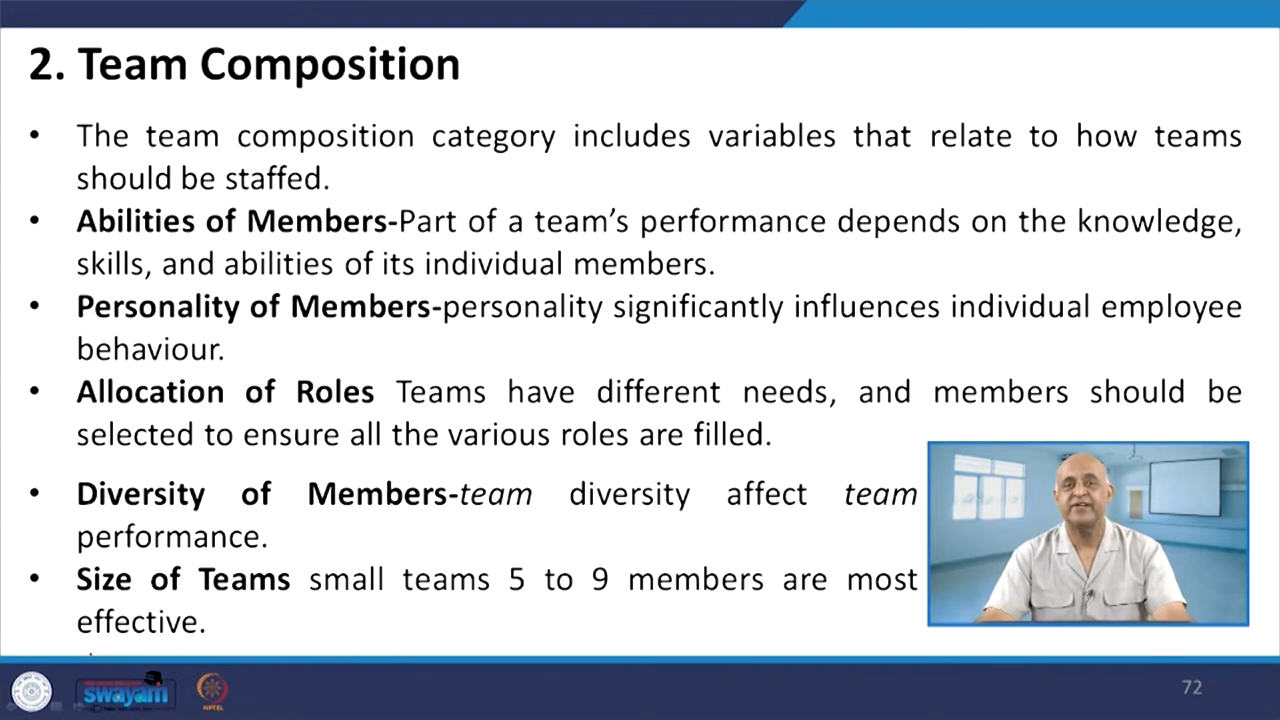 2. Team Composition
• The team composition category includes variables that relate to how teams
should be staffed.
• Abilities of Members-Part of a team’s performance depends on the knowledge,
skills, and abilities of its individual members.
• Personality of Members-personality significantly influences individual employee
behaviour.
• Allocation of Roles Teams have different needs, and members should be
selected to ensure all the various roles are filled.
• Diversity of Members-team diversity affect team
performance.
• Size of Teams small teams 5 to 9 members are most
effective.
swayam
NPTEL
72